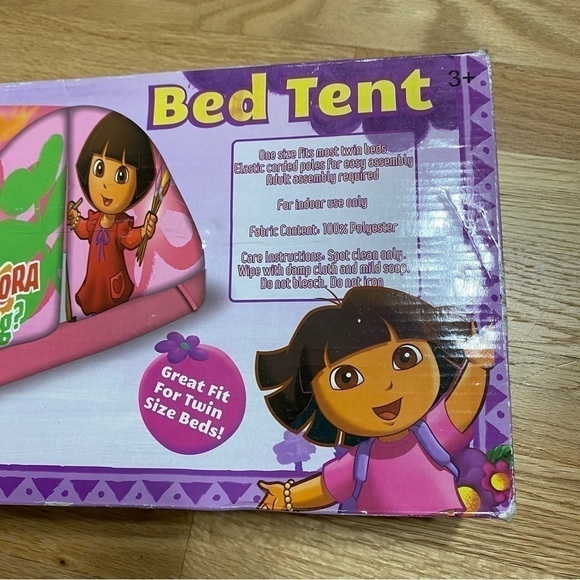 Bed Tent
3+
One size fits most twin beds
Elastic corded poles for easy assembly
Adult assembly required
For indoor use only
Fabric Content: 100% Polyester
Care Instructions: Spot clean only.
Wipe with damp cloth and mild soap.
Do not bleach. Do not iron
ORA
g?
Great Fit
For Twin
Size Beds!